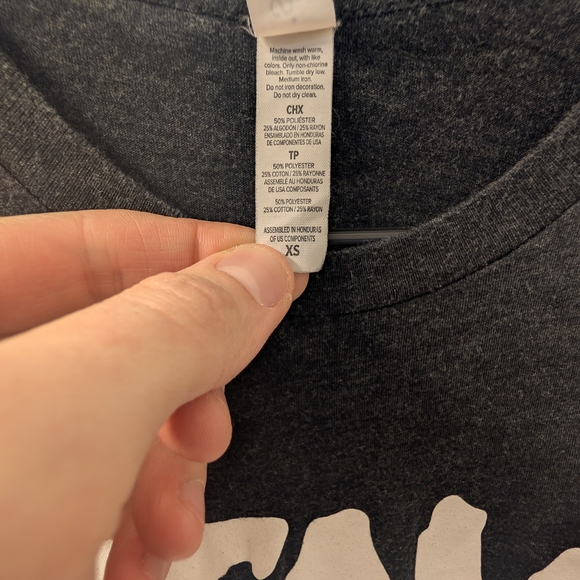 Machine wash warm,
inside out, with like
colors. Only non-chlorine
bleach. Tumble dry low.
Medium iron.
Do not iron decoration.
Do not dry clean.
CHX
50% POLIÉSTER
25% ALGODÓN / 25% RAYON
ENSAMBLADO EN HONDURAS
DE COMPONENTES DE USA
TP
50% POLYESTER
25% COTON / 25% RAYONNE
ASSEMBLÉ AU HONDURAS
DE USA COMPOSANTS
50% POLYESTER
25% COTTON / 25% RAYON
ASSEMBLED IN HONDURAS
OF US COMPONENTS
XS